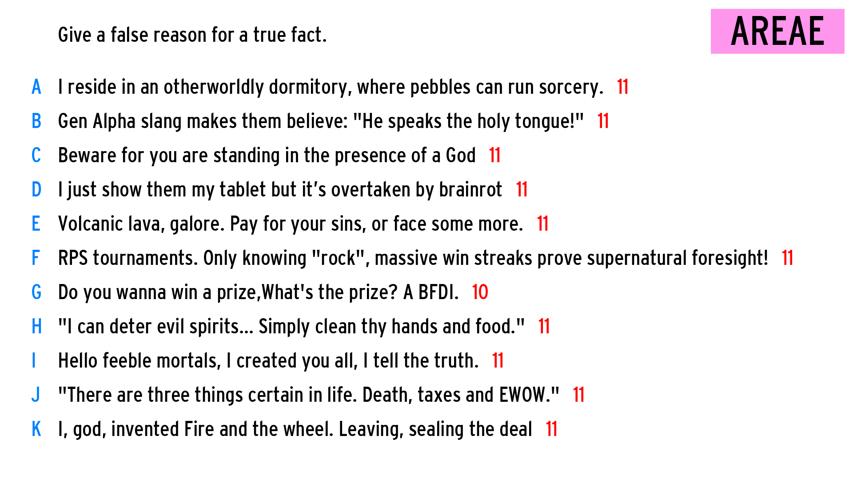 Give a false reason for a true fact.
AREAE
A I reside in an otherworldly dormitory, where pebbles can run sorcery. 11
B Gen Alpha slang makes them believe: "He speaks the holy tongue!" 11
C Beware for you are standing in the presence of a God 11
D I just show them my tablet but it's overtaken by brainrot 11
E Volcanic lava, galore. Pay for your sins, or face some more. 11
F RPS tournaments. Only knowing "rock", massive win streaks prove supernatural foresight! 11
G Do you wanna win a prize,What's the prize? A BFDI. 10
H "I can deter evil spirits... Simply clean thy hands and food." 11
I Hello feeble mortals, I created you all, I tell the truth. 11
J "There are three things certain in life. Death, taxes and EWOW." 11
K I, god, invented Fire and the wheel. Leaving, sealing the deal 11